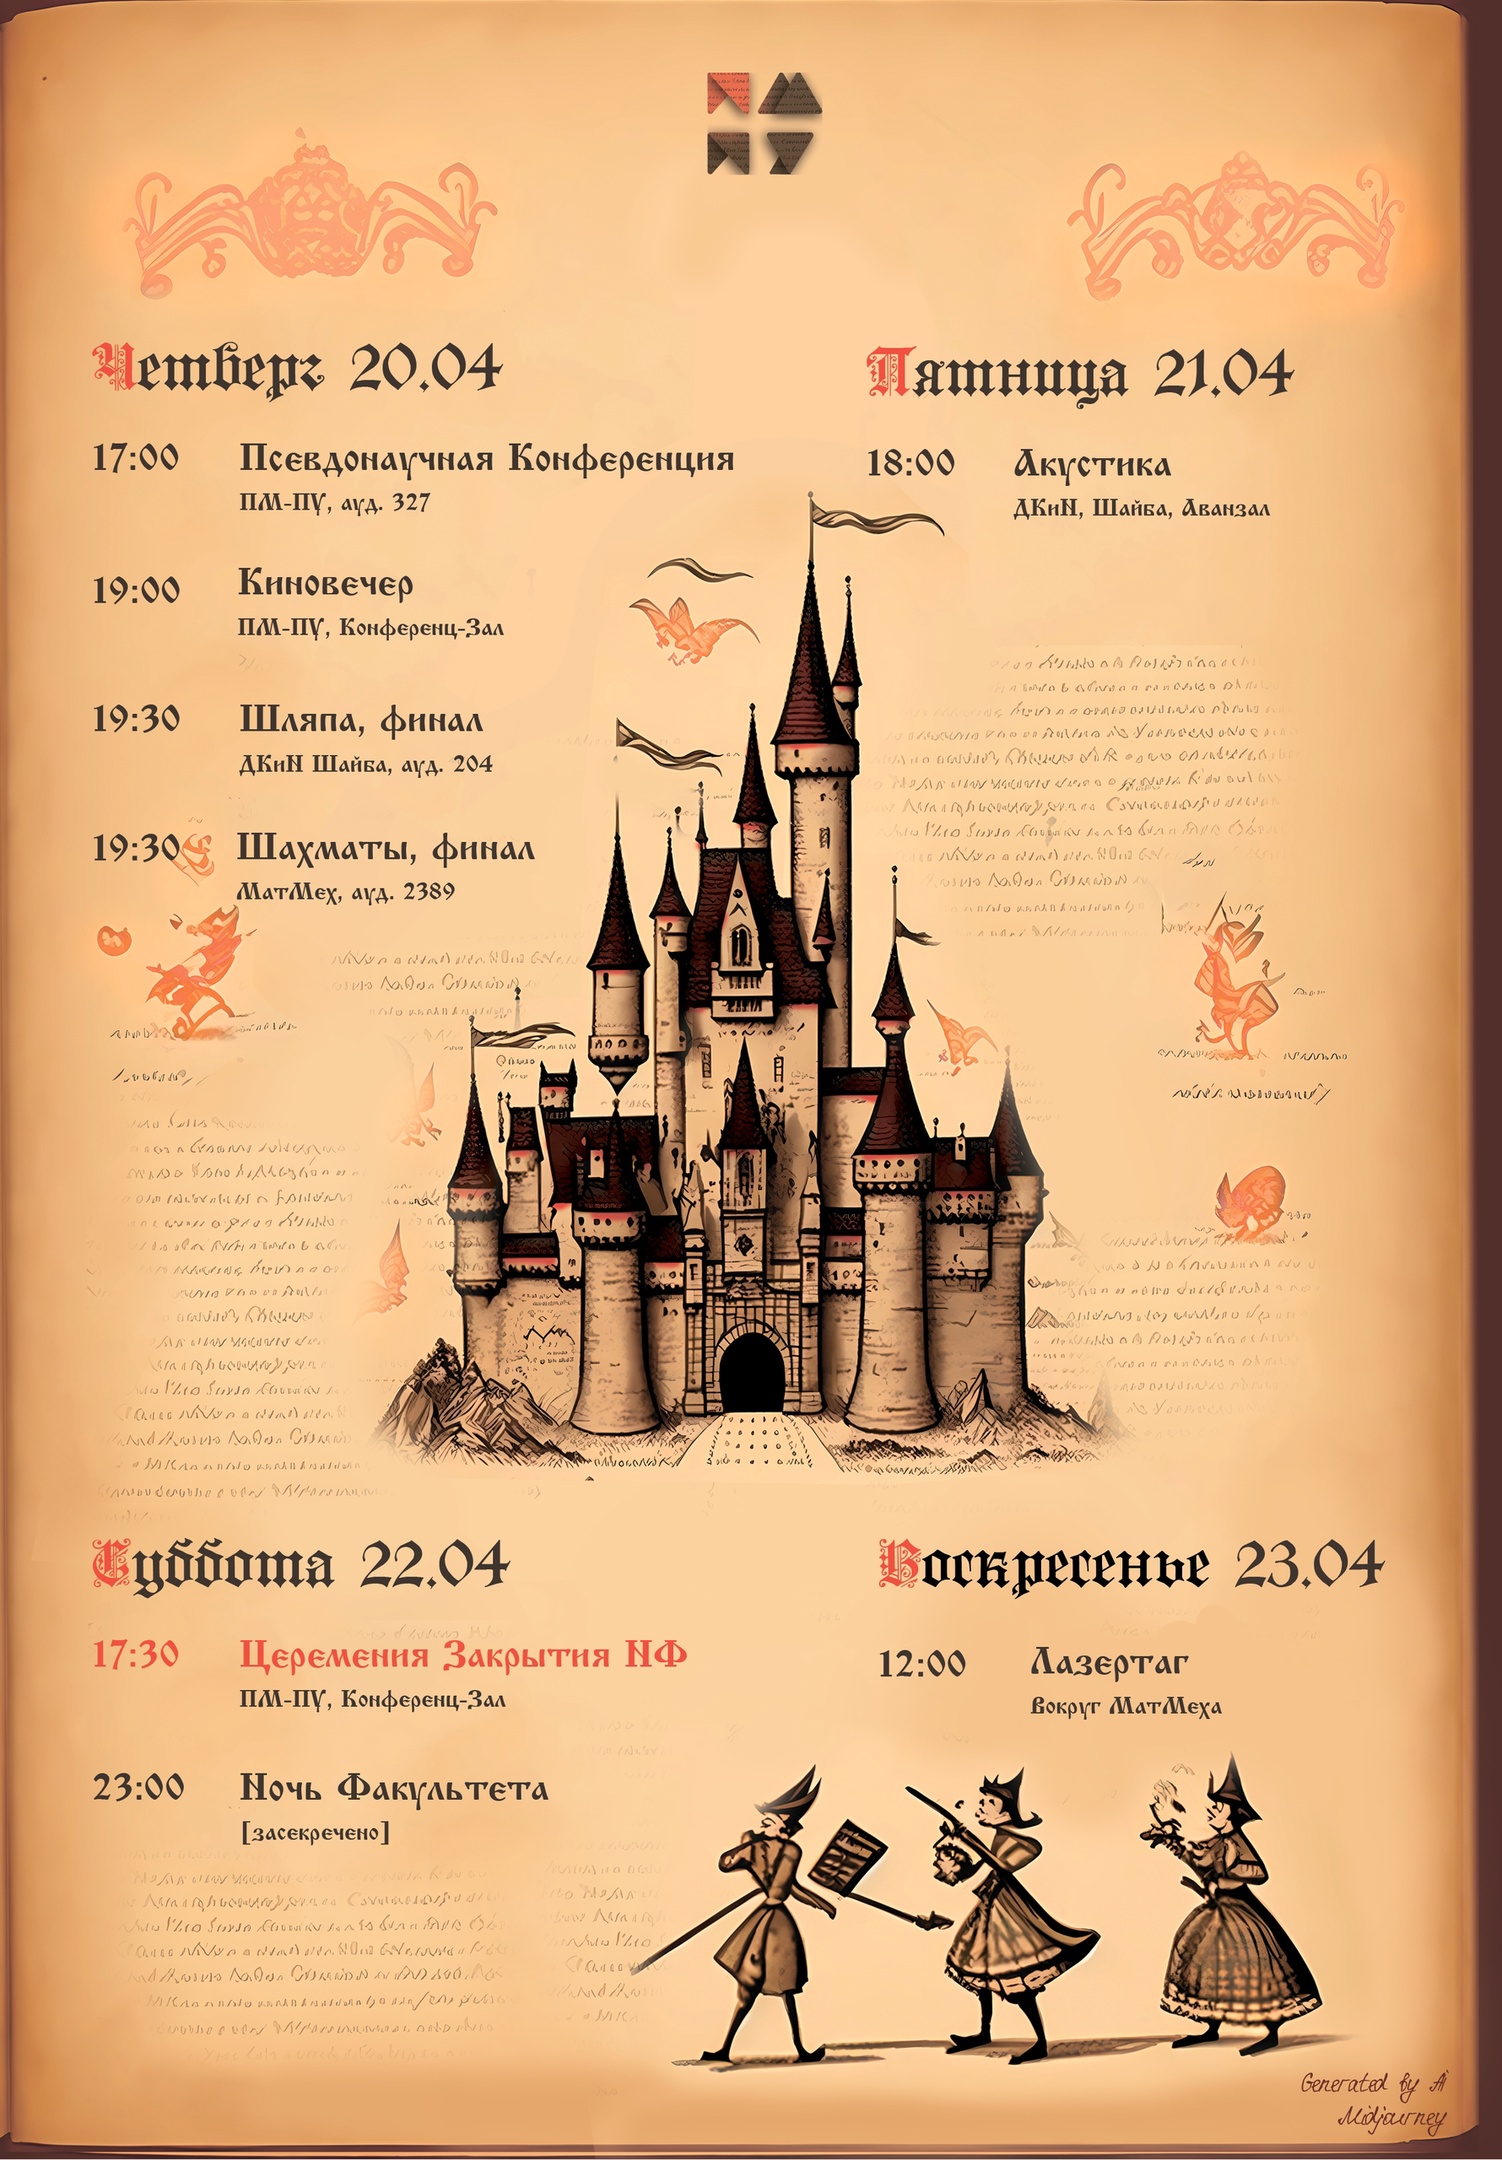 Четверг 20.04
17:00 Псевдонаучная Конференция
ПМ-ПУ, ауд. 327
19:00 Киновечер
ПМ-ПУ, Конференц-Зал
19:30 Шляпа, финал
ДКиN Шайба, ауд. 204
19:30 Шахматы, финал
МатМех, ауд. 2389
Пятница 21.04
18:00 Акустика
ДКиN, Шайба, Аванзал
Суббота 22.04
17:30 Церемения Закрытия NФ
ПМ-ПУ, Конференц-Зал
23:00 Ночь Факультета
[засекречено]
Воскресенье 23.04
12:00 Лазертаг
Вокруг МатМеха
Generated by Ai
Midjourney